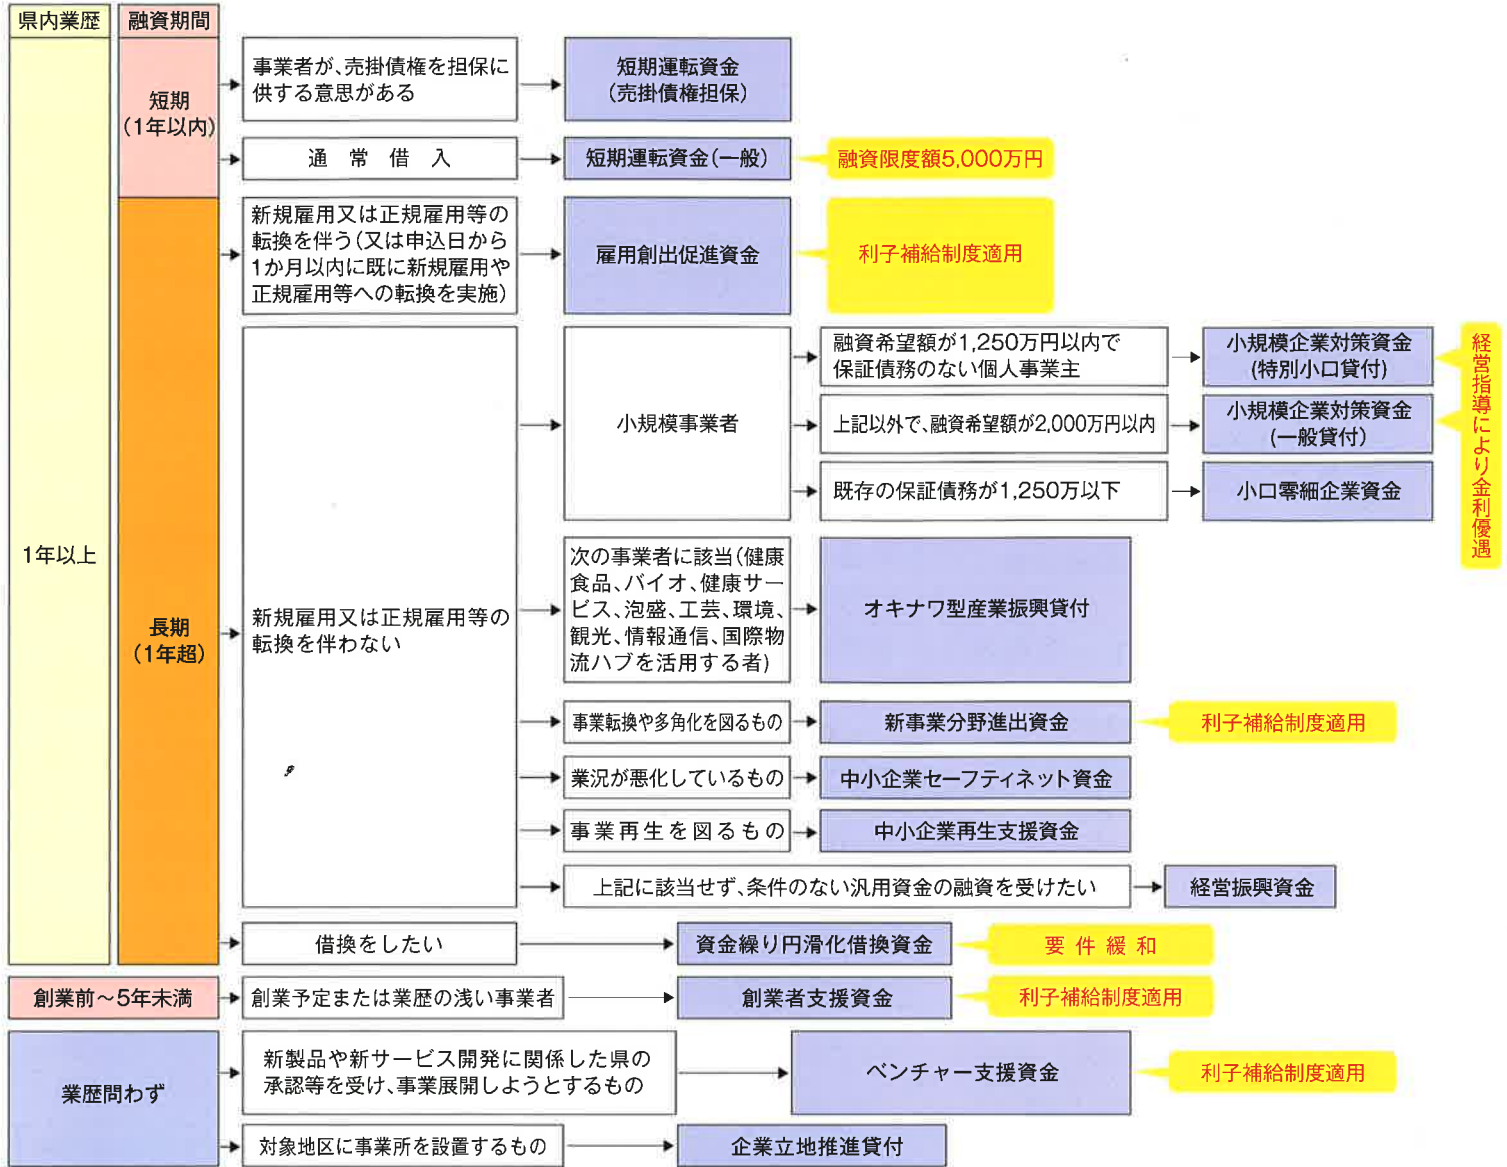 県内業歴
融資期間
1年以上
短期
(1年以内)
事業者が、売掛債権を担保に
供する意思がある
短期運転資金
(売掛債権担保)
通常借入
短期運転資金(一般)
融資限度額5,000万円
長期
(1年超)
新規雇用又は正規雇用等の
転換を伴う(又は申込日から
1か月以内に既に新規雇用や
正規雇用等への転換を実施)
雇用創出促進資金
利子補給制度適用
新規雇用又は正規雇用等の
転換を伴わない
小規模事業者
融資希望額が1,250万円以内で
保証債務のない個人事業主
小規模企業対策資金
(特別小口貸付)
上記以外で、融資希望額が2,000万円以内
小規模企業対策資金
(一般貸付)
既存の保証債務が1,250万以下
小口零細企業資金
経営指導により金利優遇
次の事業者に該当(健康
食品、バイオ、健康サー
ビス、泡盛、工芸、環境、
観光、情報通信、国際物
流ハブを活用する者)
オキナワ型産業振興貸付
事業転換や多角化を図るもの
新事業分野進出資金
利子補給制度適用
業況が悪化しているもの
中小企業セーフティネット資金
事業再生を図るもの
中小企業再生支援資金
上記に該当せず、条件のない汎用資金の融資を受けたい
経営振興資金
借換をしたい
資金繰り円滑化借換資金
要件緩和
創業前～5年未満
創業予定または業歴の浅い事業者
創業者支援資金
利子補給制度適用
業歴問わず
新製品や新サービス開発に関係した県の
承認等を受け、事業展開しようとするもの
ベンチャー支援資金
利子補給制度適用
対象地区に事業所を設置するもの
企業立地推進貸付